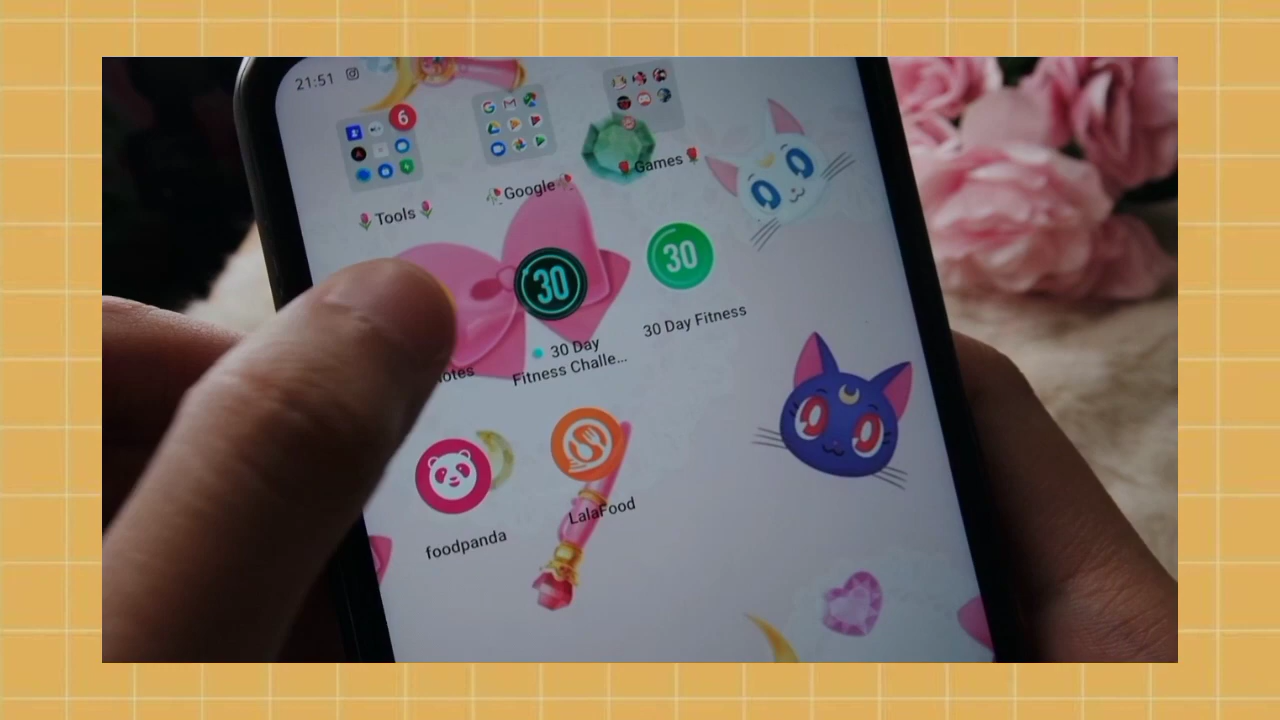 21:51
6
🌷Tools🌷
🥀Google🥀
🌹Games🌹
30
30
30 Day Fitness
30 Day
Fitness Challe...
otes
foodpanda
LalaFood